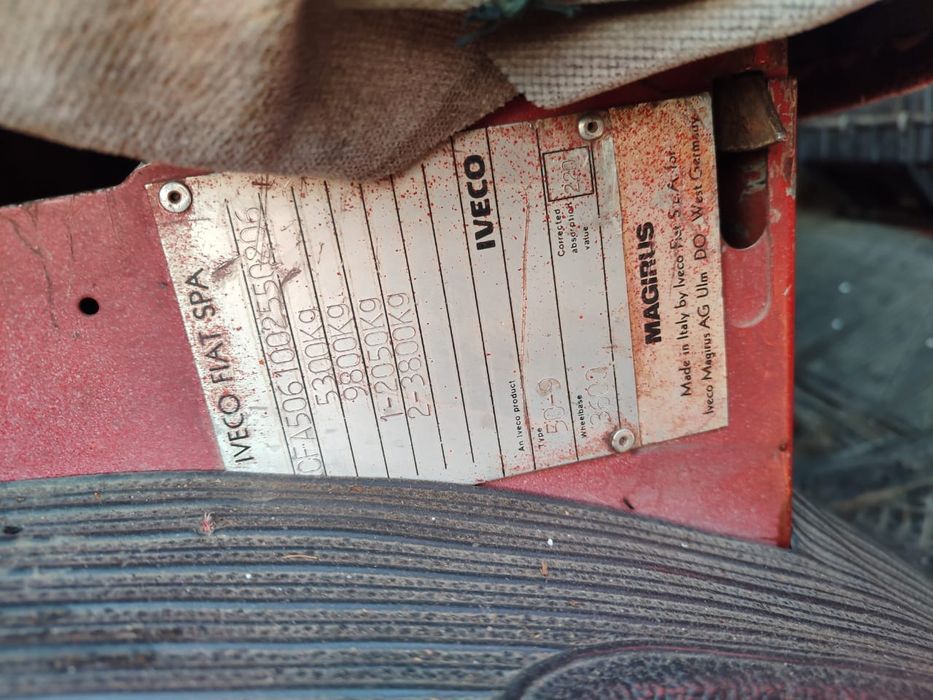 IVECO FIAT SPA
CFA5061002550806
5300Kg
9800Kg
1-2050Kg
2-3800Kg
IVECO
An Iveco product
Type
50-9
Corrected
absorption
value
Wheelbase
MAGIRUS
Made in Italy by Iveco Fiat S.p.A. for
Iveco Magirus AG Ulm DO. West Germany